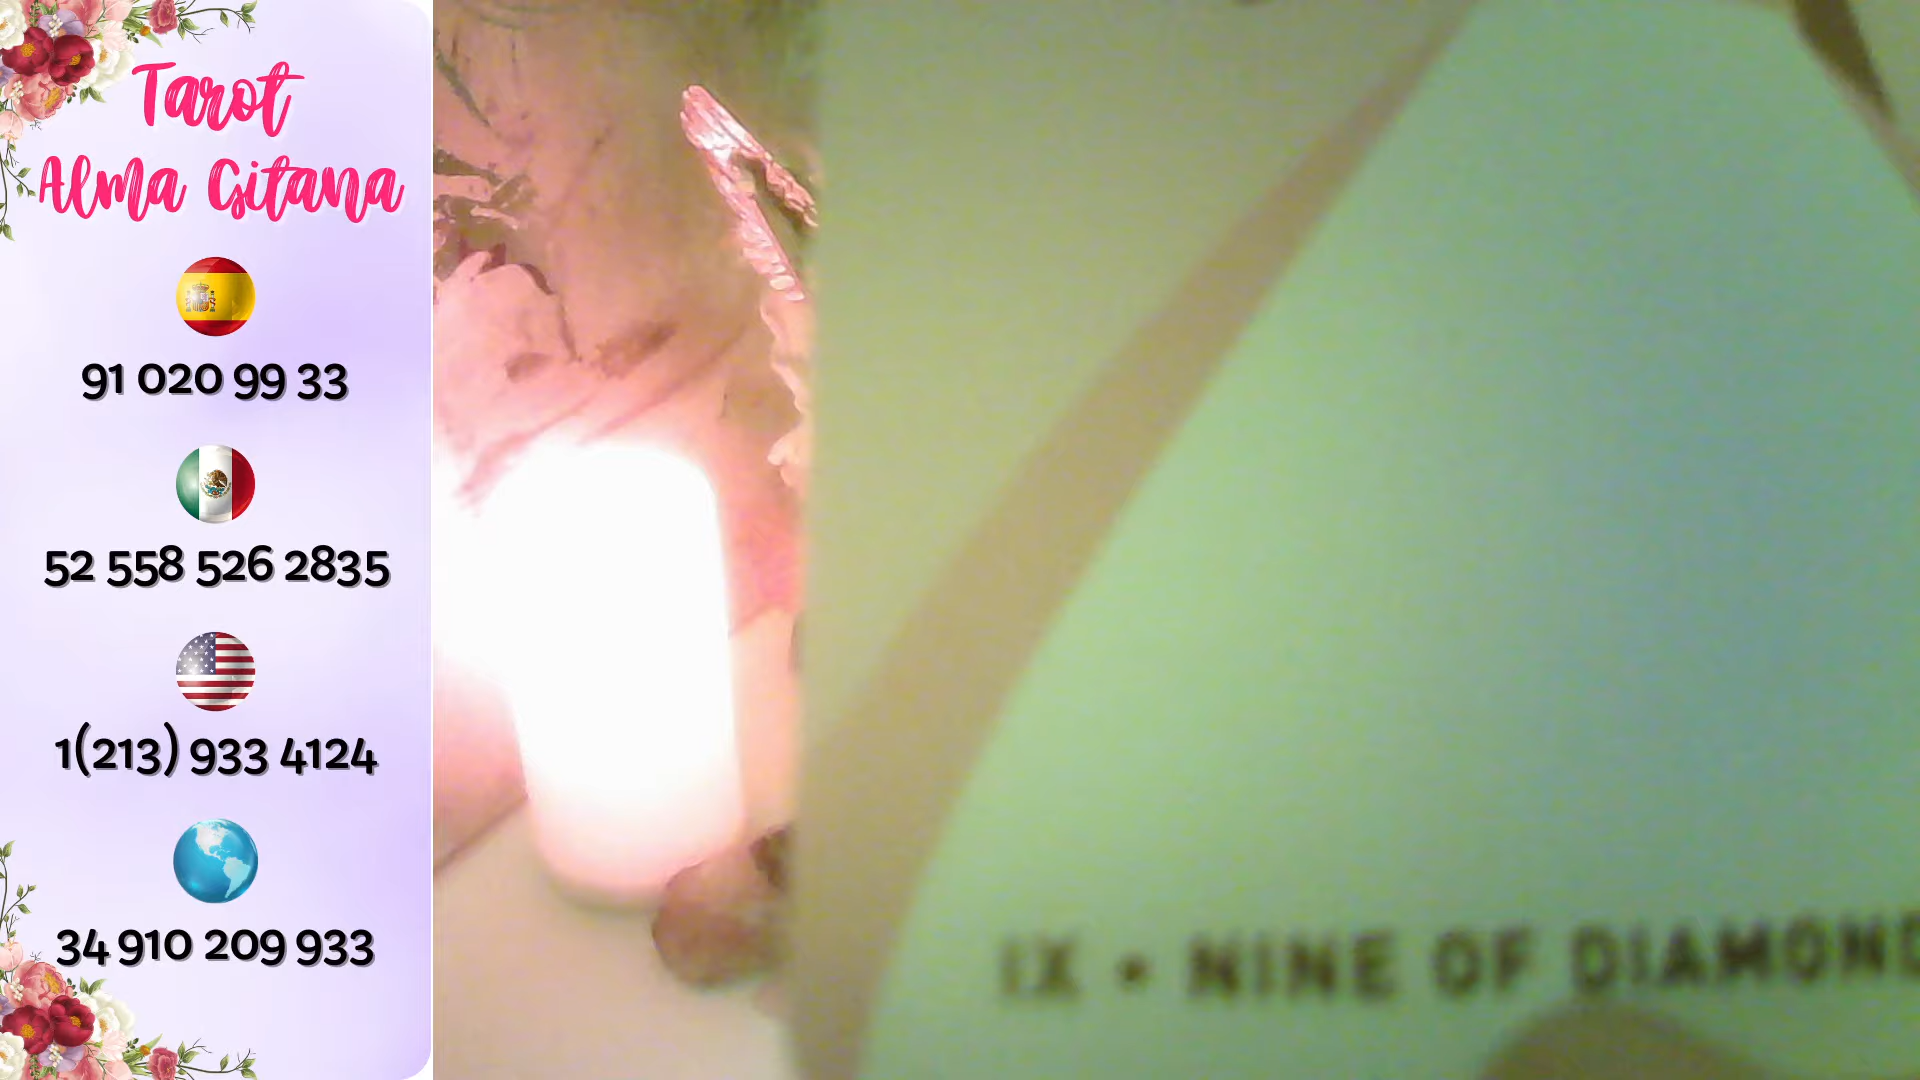 Tarot
Alma Gitana
91 020 99 33
52 558 526 2835
1(213) 933 4124
34 910 209 933
IX • NINE OF DIAMOND